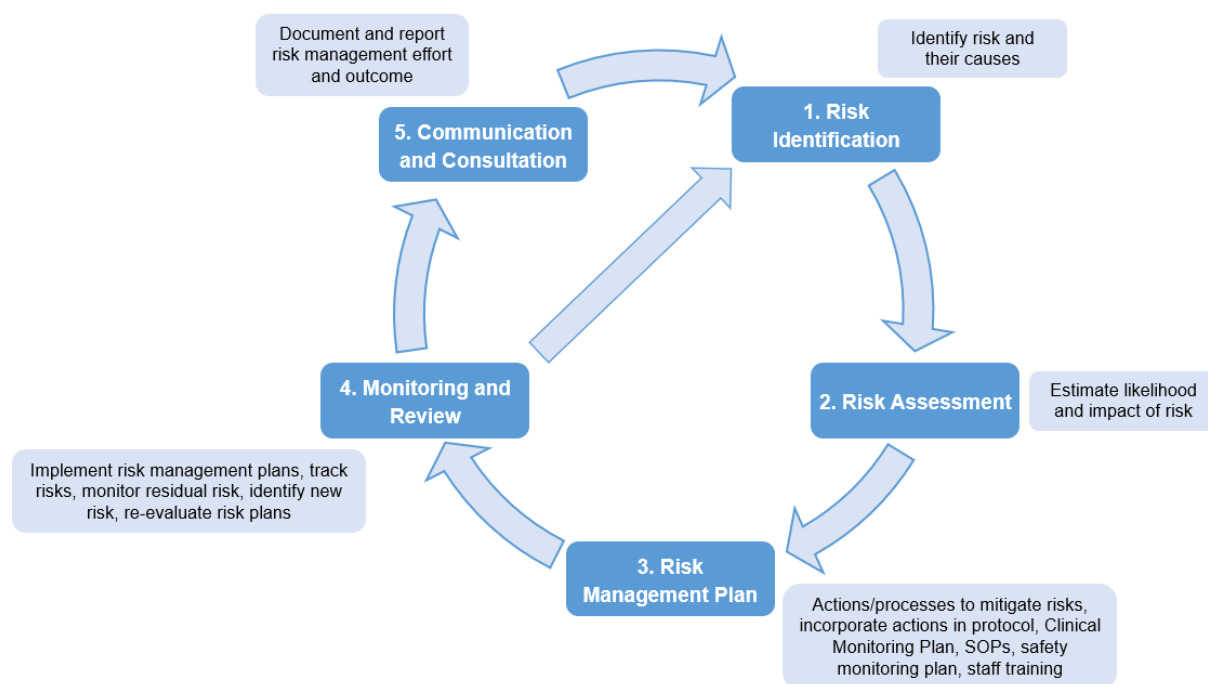 Document and report
risk management effort
and outcome
Identify risk and
their causes
1. Risk
Identification
5. Communication
and Consultation
2. Risk Assessment
Estimate likelihood
and impact of risk
4. Monitoring and
Review
Implement risk management plans, track
risks, monitor residual risk, identify new
risk, re-evaluate risk plans
3. Risk
Management Plan
Actions/processes to mitigate risks,
incorporate actions in protocol, Clinical
Monitoring Plan, SOPs, safety
monitoring plan, staff training